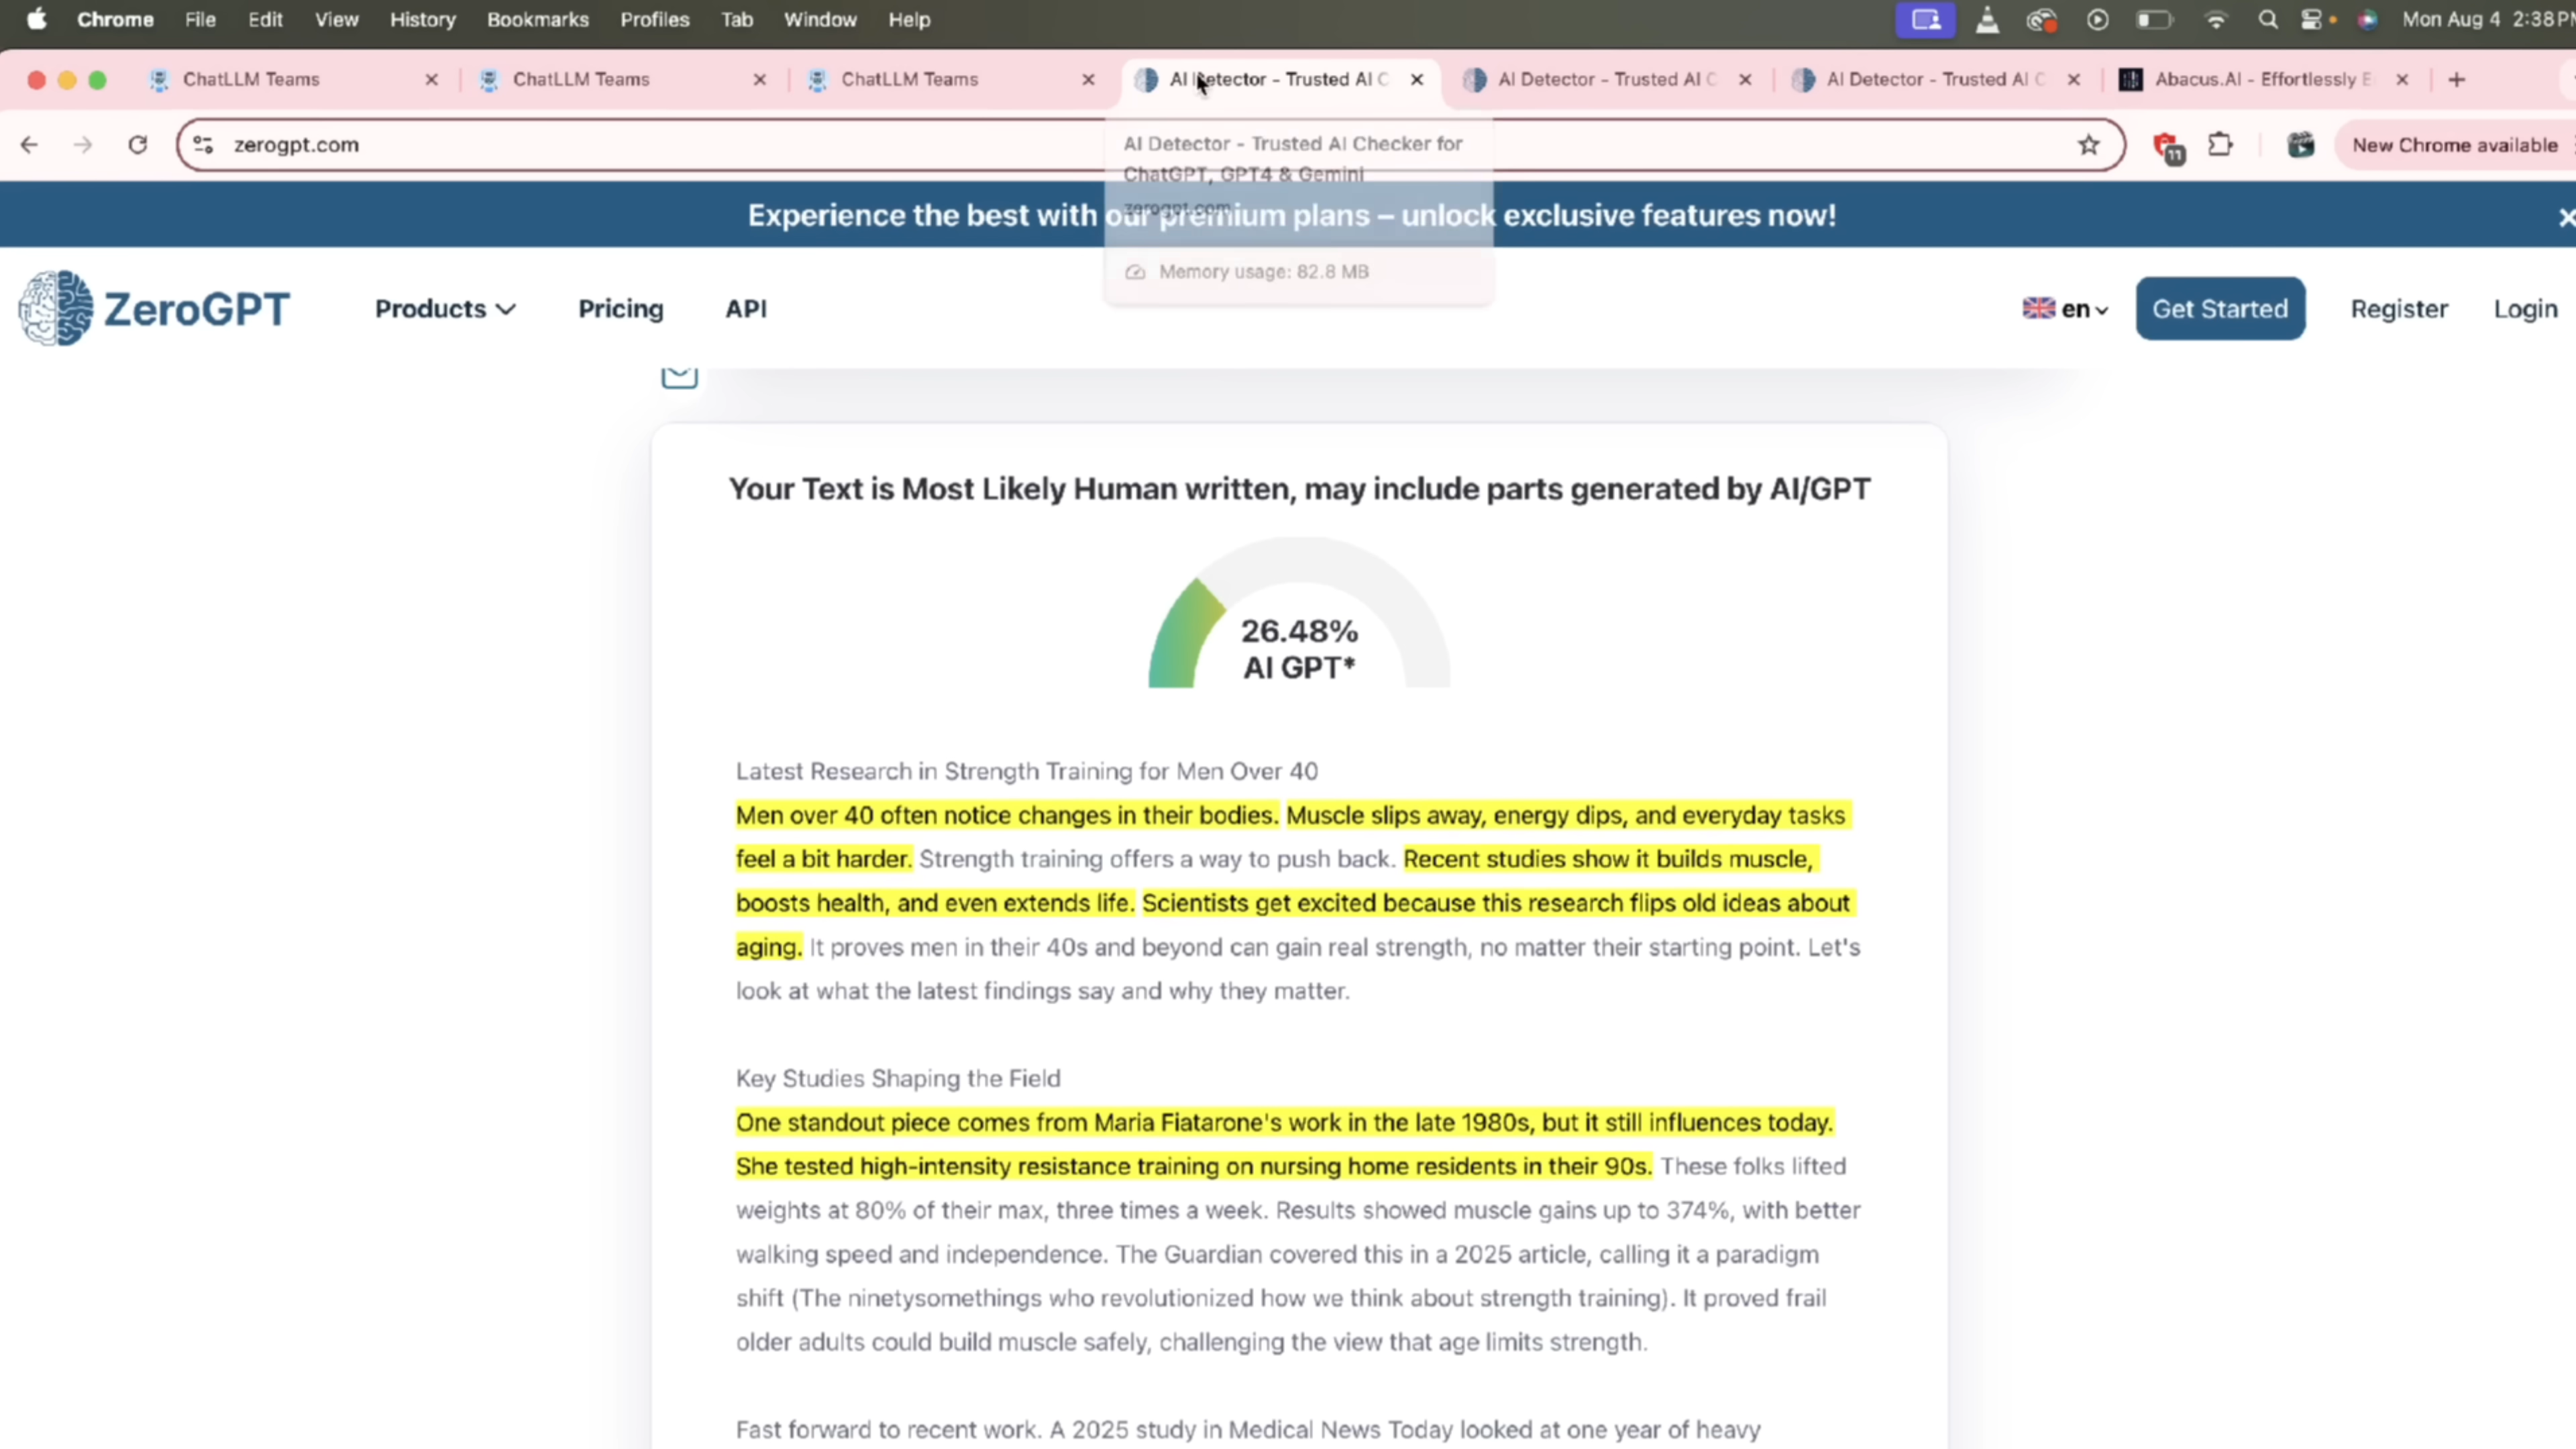 Chrome File Edit View History Bookmarks Profiles Tab Window Help Mon Aug 4 2:38
ChatLLM Teams ChatLLM Teams ChatLLM Teams AI Detector - Trusted AI C AI Detector - Trusted AI C AI Detector - Trusted AI C Abacus.AI - Effortlessly E
zerogpt.com 11 New Chrome available
AI Detector - Trusted AI Checker for
ChatGPT, GPT4 & Gemini
zerogpt.com
Experience the best with our premium plans – unlock exclusive features now!
Memory usage: 82.8 MB
ZeroGPT Products Pricing API en Get Started Register Login
Your Text is Most Likely Human written, may include parts generated by AI/GPT
26.48%
AI GPT*
Latest Research in Strength Training for Men Over 40
Men over 40 often notice changes in their bodies. Muscle slips away, energy dips, and everyday tasks
feel a bit harder. Strength training offers a way to push back. Recent studies show it builds muscle,
boosts health, and even extends life. Scientists get excited because this research flips old ideas about
aging. It proves men in their 40s and beyond can gain real strength, no matter their starting point. Let's
look at what the latest findings say and why they matter.
Key Studies Shaping the Field
One standout piece comes from Maria Fiatarone's work in the late 1980s, but it still influences today.
She tested high-intensity resistance training on nursing home residents in their 90s. These folks lifted
weights at 80% of their max, three times a week. Results showed muscle gains up to 374%, with better
walking speed and independence. The Guardian covered this in a 2025 article, calling it a paradigm
shift (The ninetysomethings who revolutionized how we think about strength training). It proved frail
older adults could build muscle safely, challenging the view that age limits strength.
Fast forward to recent work. A 2025 study in Medical News Today looked at one year of heavy